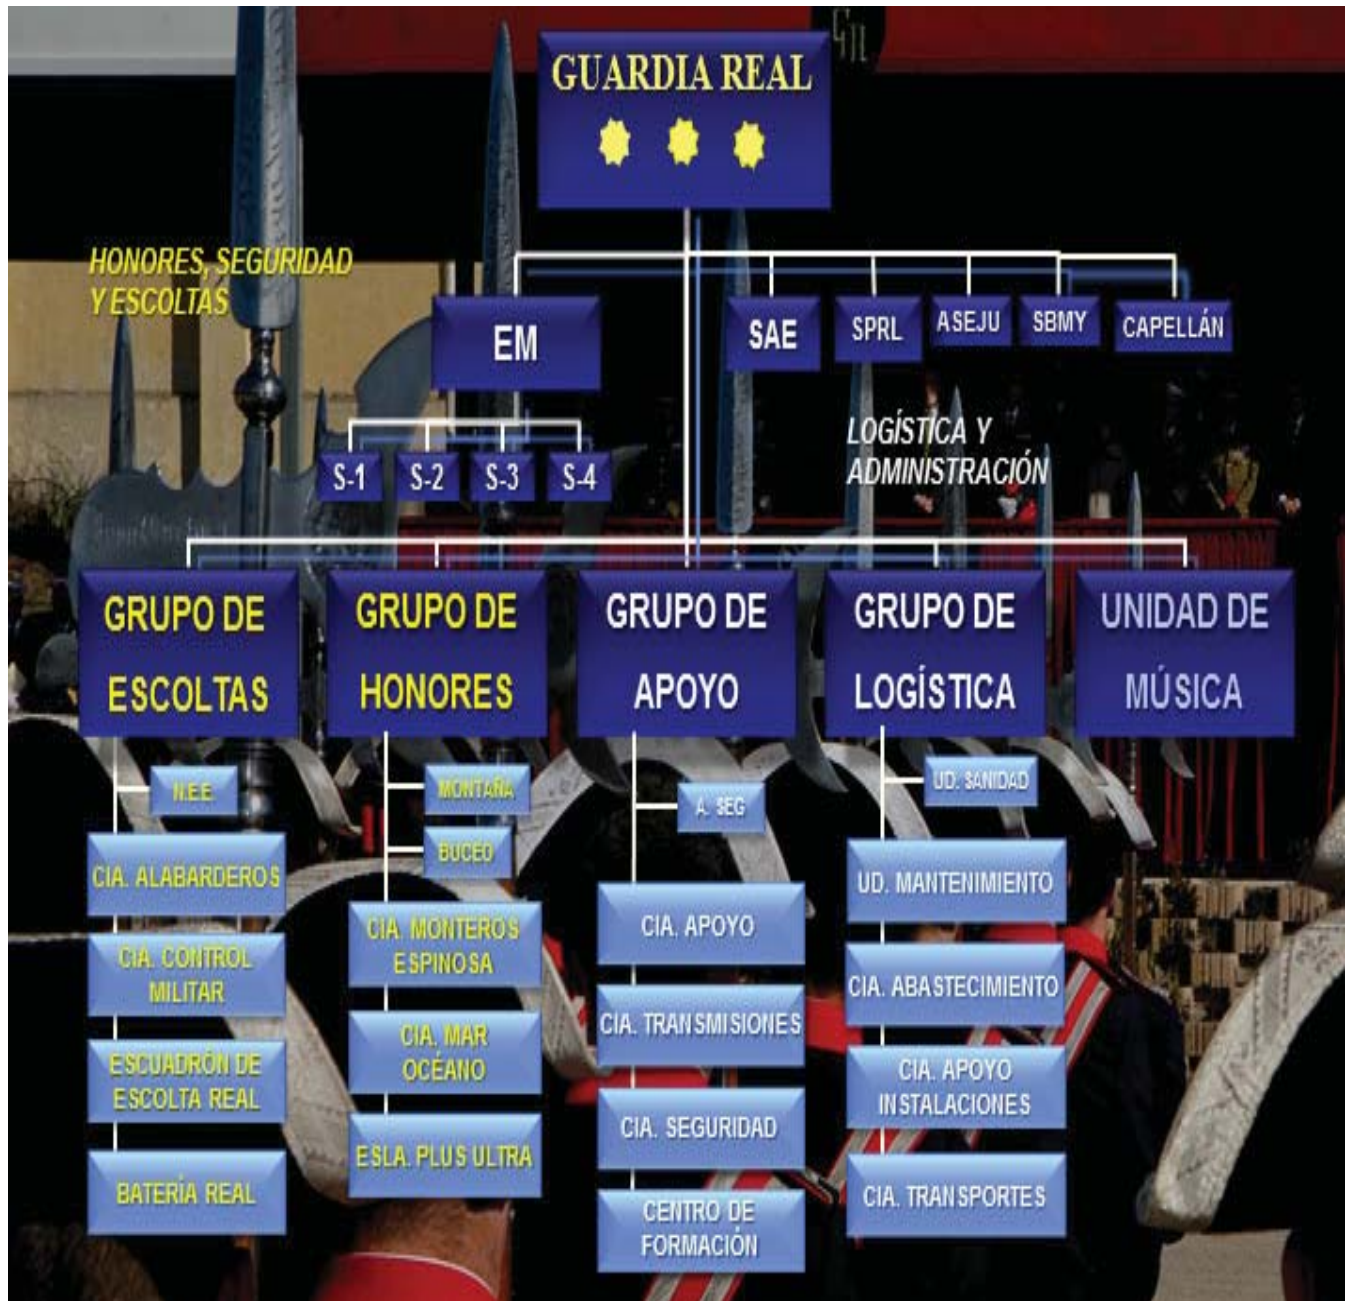 GUARDIA REAL
HONORES, SEGURIDAD
Y ESCOLTAS
EM
SAE
SPRL
ASEJU
SBMY
CAPELLÁN
LOGÍSTICA Y
ADMINISTRACIÓN
S-1
S-2
S-3
S-4
GRUPO DE
ESCOLTAS
GRUPO DE
HONORES
GRUPO DE
APOYO
GRUPO DE
LOGÍSTICA
UNIDAD DE
MÚSICA
N.E.E.
CIA. ALABARDEROS
CIA. CONTROL
MILITAR
ESCUADRÓN DE
ESCOLTA REAL
BATERÍA REAL
MONTAÑA
BUCEO
CIA. MONTEROS
ESPINOSA
CIA. MAR
OCÉANO
ESLA. PLUS ULTRA
A. SEG
CIA. APOYO
CIA. TRANSMISIONES
CIA. SEGURIDAD
CENTRO DE
FORMACIÓN
UD. SANIDAD
UD. MANTENIMIENTO
CIA. ABASTECIMIENTO
CIA. APOYO
INSTALACIONES
CIA. TRANSPORTES